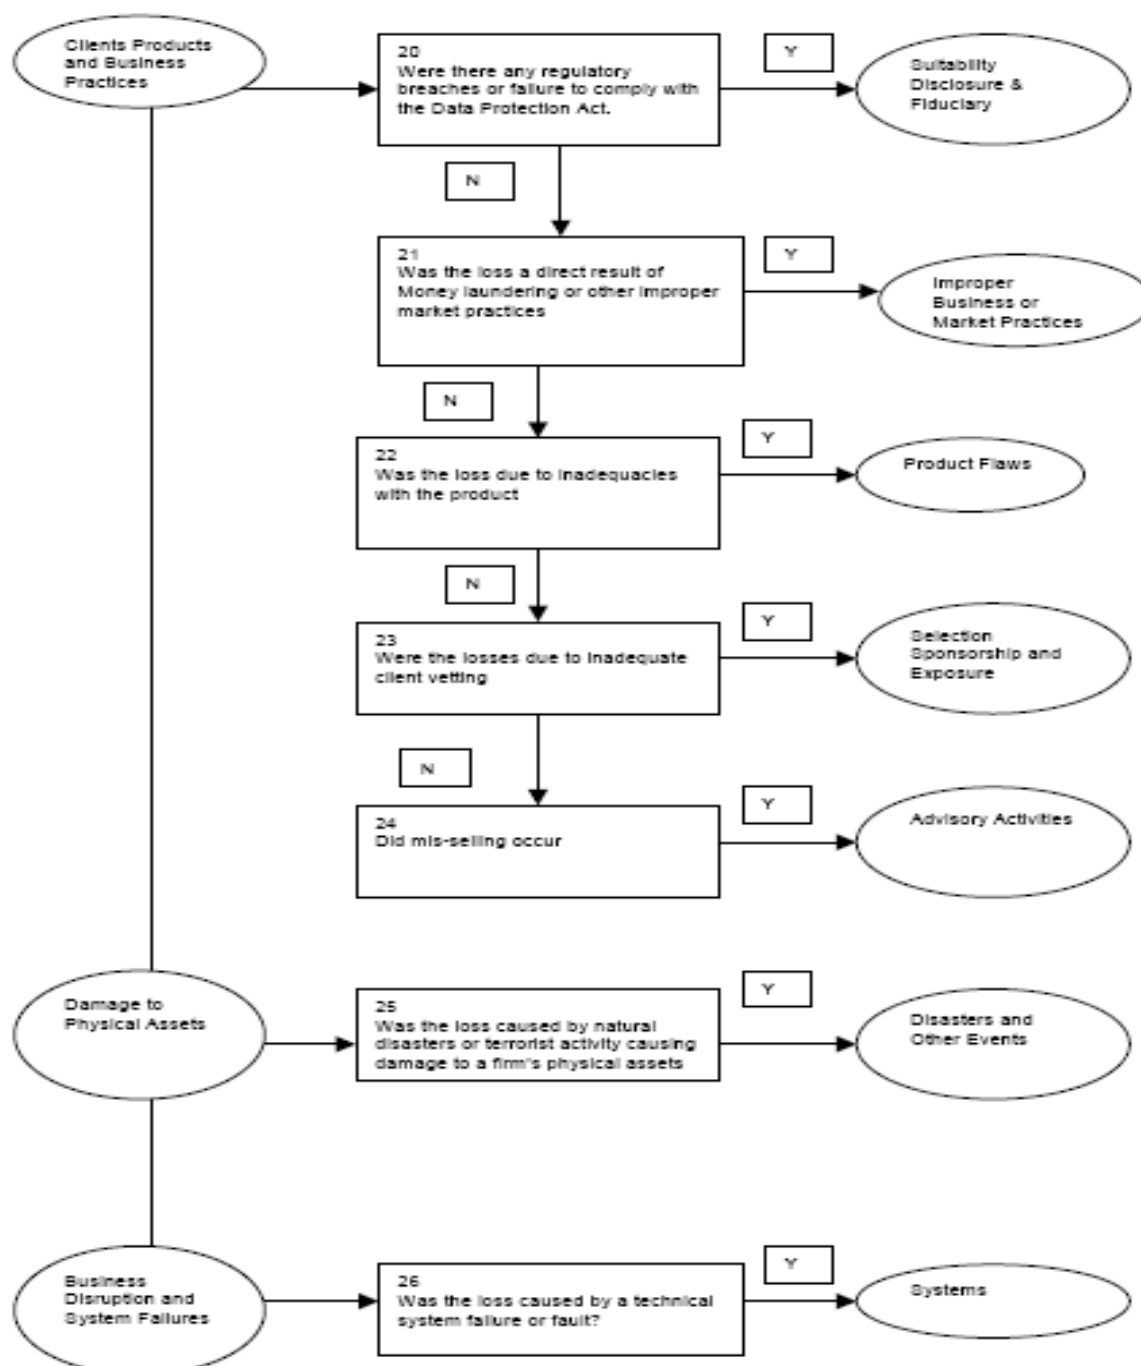 Clients Products
and Business
Practices
20
Were there any regulatory
breaches or failure to comply with
the Data Protection Act.
Y
Suitability
Disclosure &
Fiduciary
N
21
Was the loss a direct result of
Money laundering or other improper
market practices
Y
Improper
Business or
Market Practices
N
22
Was the loss due to inadequacies
with the product
Y
Product Flaws
N
23
Were the losses due to inadequate
client vetting
Y
Selection
Sponsorship and
Exposure
N
24
Did mis-selling occur
Y
Advisory Activities
Damage to
Physical Assets
25
Was the loss caused by natural
disasters or terrorist activity causing
damage to a firm's physical assets
Y
Disasters and
Other Events
Business
Disruption and
System Failures
26
Was the loss caused by a technical
system failure or fault?
Y
Systems